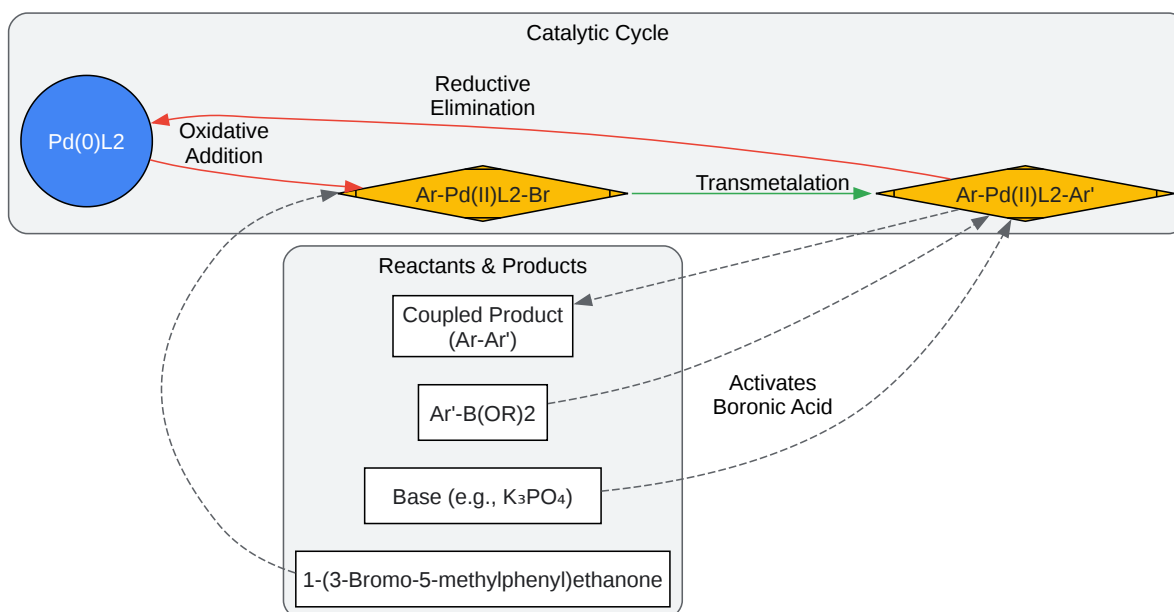 Catalytic Cycle
Reductive
Elimination
Pd(0)L2
Oxidative
Addition
Ar-Pd(II)L2-Br
Transmetalation
Ar-Pd(II)L2-Ar'
Reactants & Products
Coupled Product
(Ar-Ar')
Ar'-B(OR)2
Activates
Boronic Acid
Base (e.g., K₃PO₄)
1-(3-Bromo-5-methylphenyl)ethanone